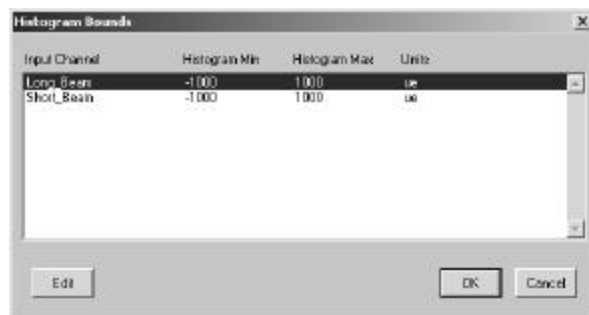 Histogram Bounds
Input Channel Histogram Min Histogram Max Units
Long_Beam -1000 1000 ue
Short_Beam -1000 1000 ue
Edit OK Cancel